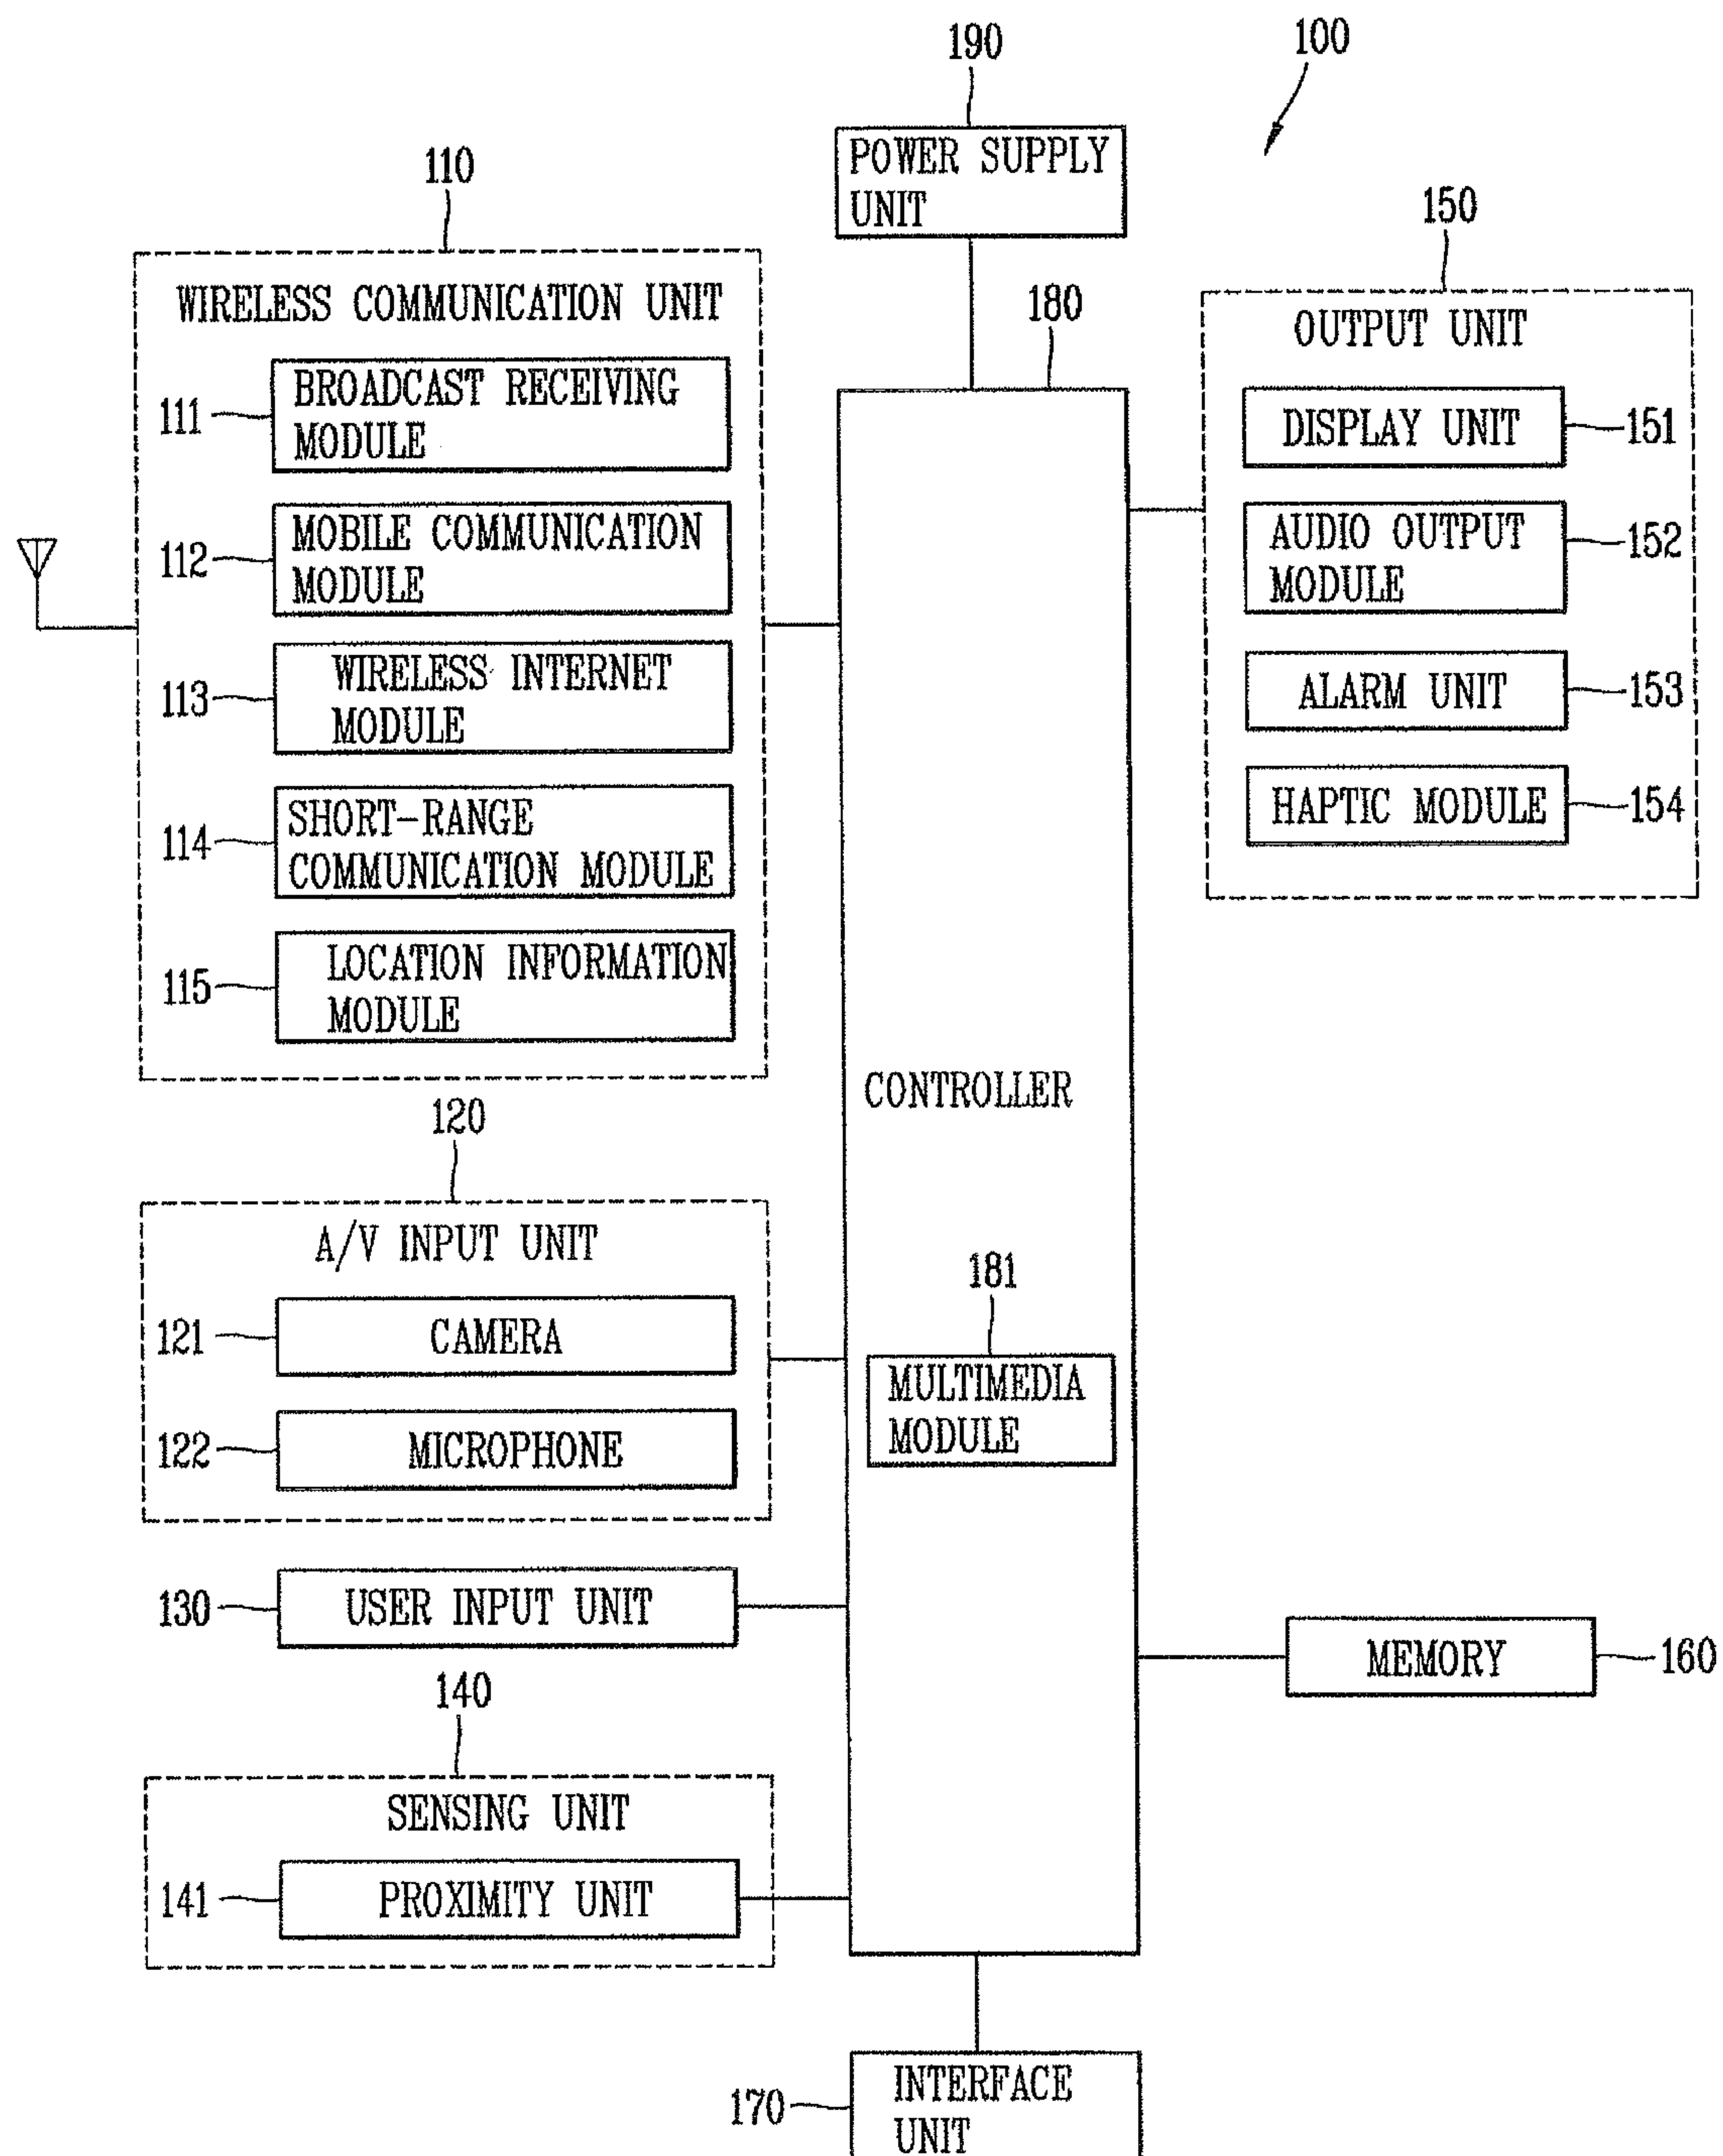 100
190
POWER SUPPLY
UNIT
110
WIRELESS COMMUNICATION UNIT
111
BROADCAST RECEIVING
MODULE
112
MOBILE COMMUNICATION
MODULE
113
WIRELESS INTERNET
MODULE
114
SHORT-RANGE
COMMUNICATION MODULE
115
LOCATION INFORMATION
MODULE
120
A/V INPUT UNIT
121
CAMERA
122
MICROPHONE
130
USER INPUT UNIT
140
SENSING UNIT
141
PROXIMITY UNIT
180
CONTROLLER
181
MULTIMEDIA
MODULE
150
OUTPUT UNIT
DISPLAY UNIT
151
AUDIO OUTPUT
MODULE
152
ALARM UNIT
153
HAPTIC MODULE
154
MEMORY
160
170
INTERFACE
UNIT